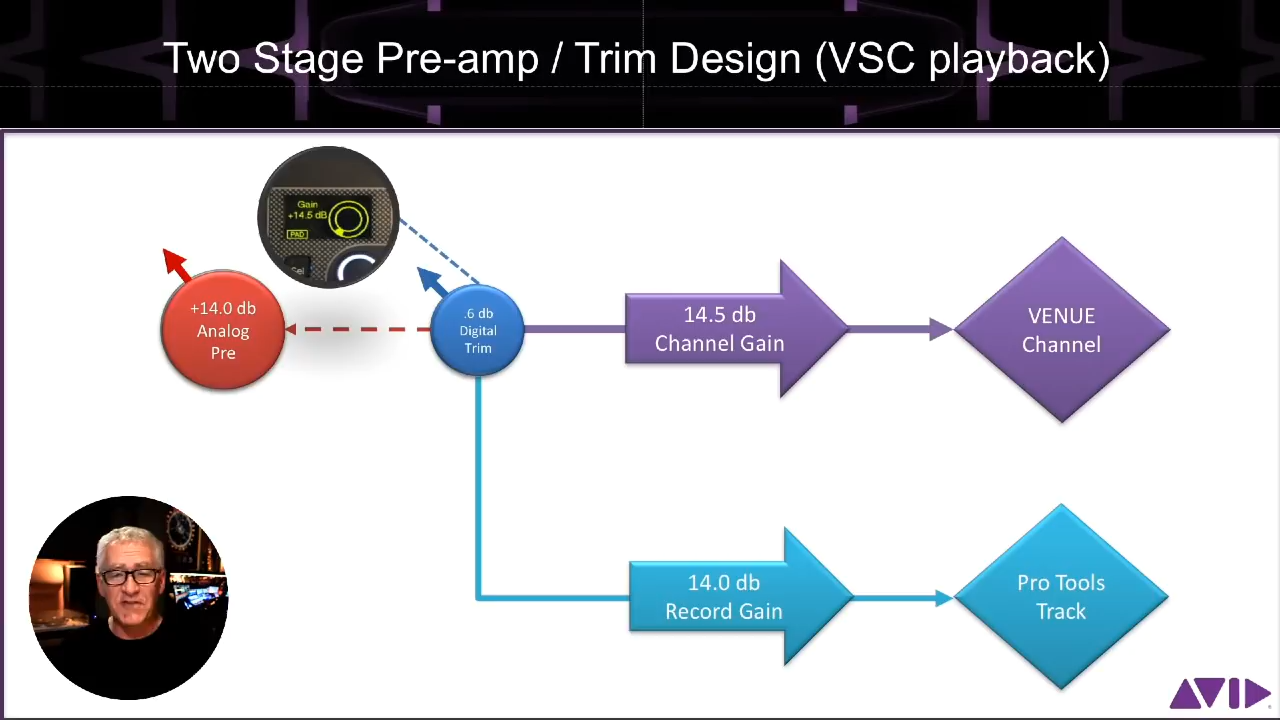 Two Stage Pre-amp / Trim Design (VSC playback)
Gain
+14.5 dB
PAD
Sel
+14.0 db
Analog
Pre
.6 db
Digital
Trim
14.5 db
Channel Gain
VENUE
Channel
14.0 db
Record Gain
Pro Tools
Track
AVID